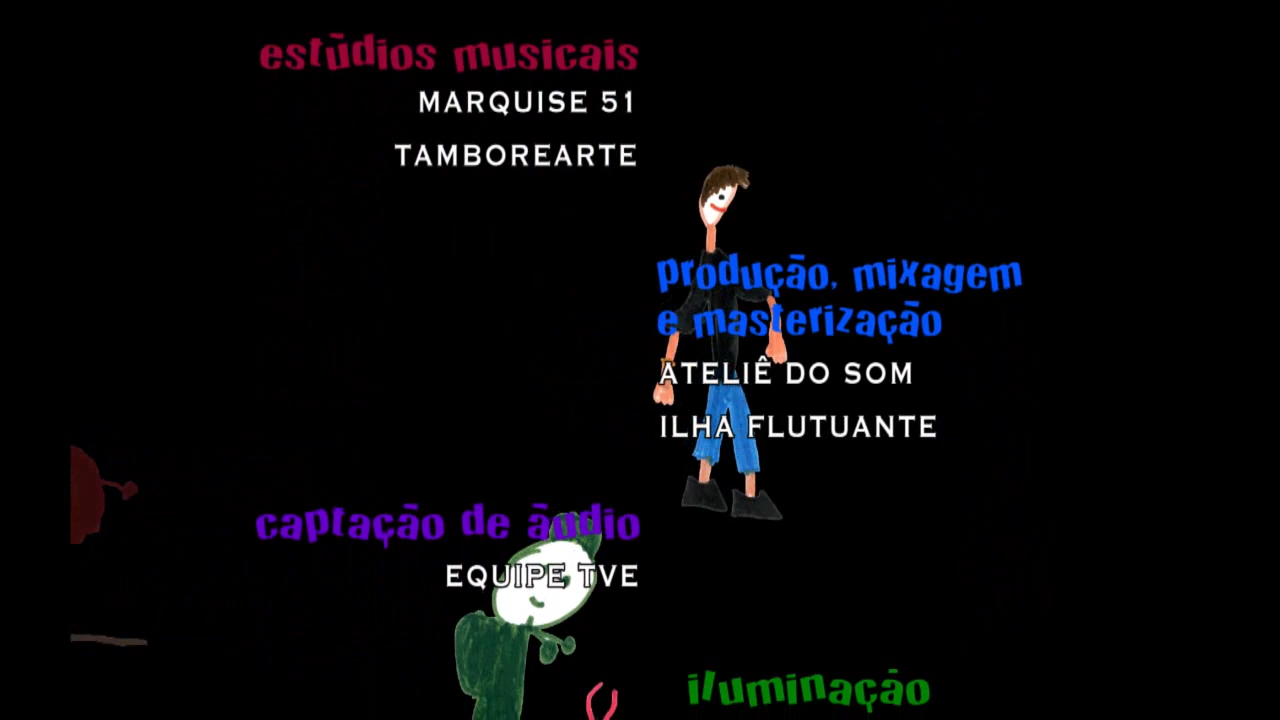 estúdios musicais
MARQUISE 51
TAMBOREARTE
produção, mixagem
e masterização
ATELIÊ DO SOM
ILHA FLUTUANTE
captação de áudio
EQUIPE TVE
iluminação